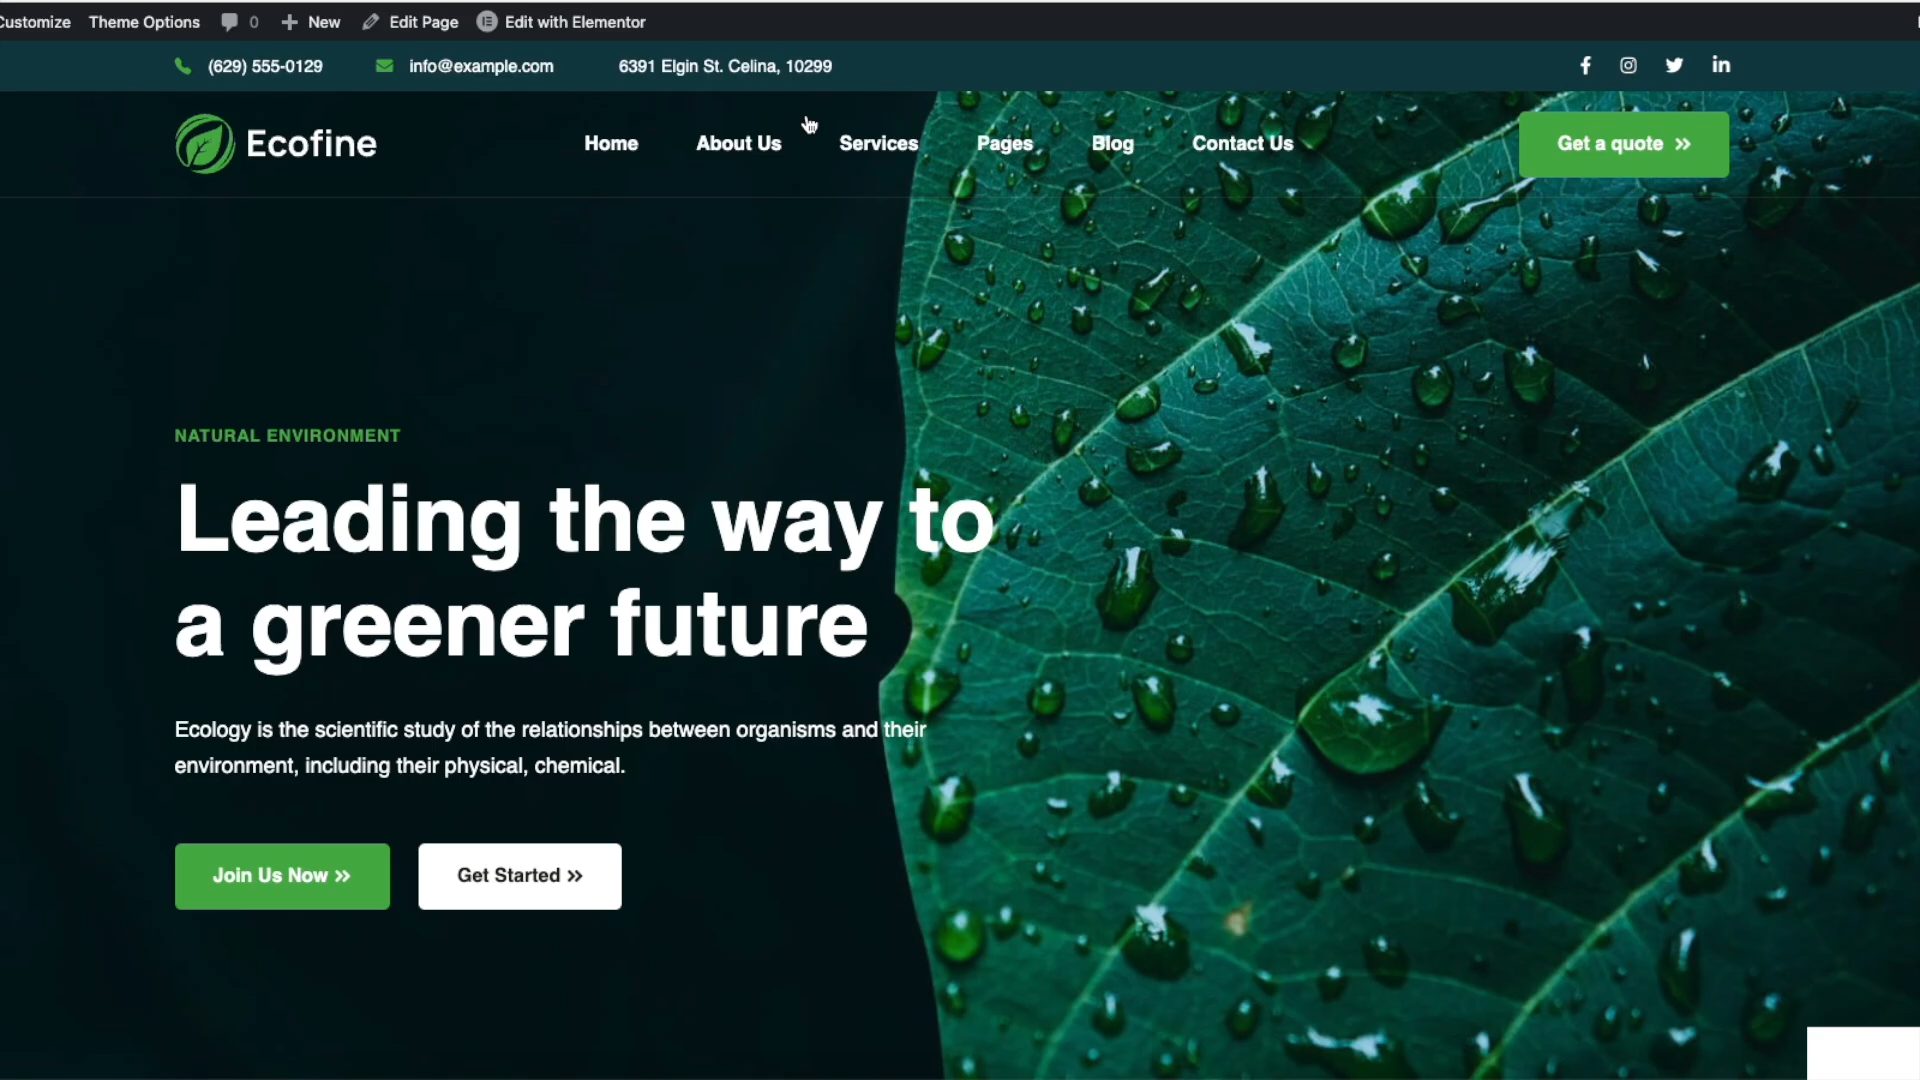 Customize Theme Options 0 New Edit Page Edit with Elementor
(629) 555-0129 info@example.com 6391 Elgin St. Celina, 10299
Ecofine Home About Us Services Pages Blog Contact Us Get a quote »
NATURAL ENVIRONMENT
Leading the way to
a greener future
Ecology is the scientific study of the relationships between organisms and their
environment, including their physical, chemical.
Join Us Now » Get Started »